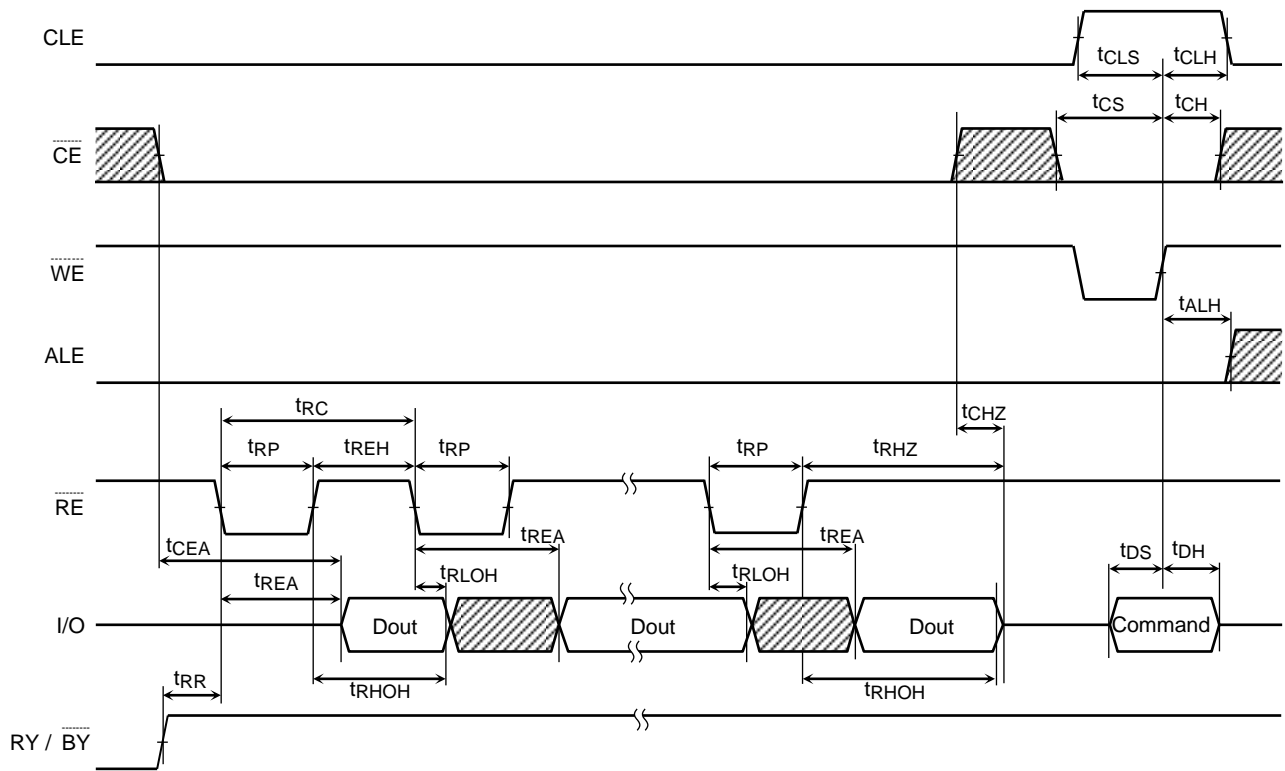 CLE
tCLS tCLH
tCS tCH
CE
WE
tALH
ALE
tRC
tCHZ
tRP tREH tRP tRP tRHZ
RE
tCEA tREA tREA
tREA tRLOH tRLOH tDS tDH
I/O Dout Dout Dout Command
tRR tRHOH tRHOH
RY / BY